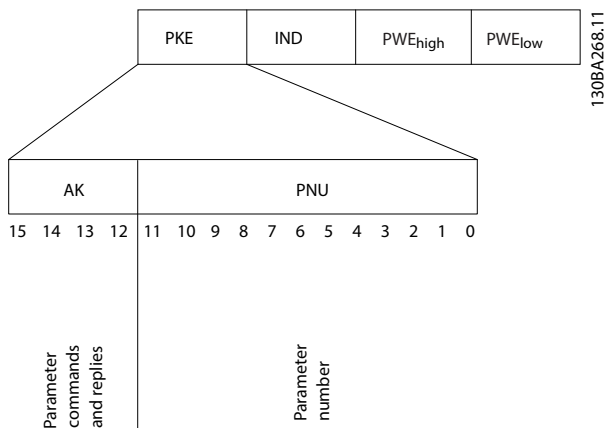 PKE IND PWEhigh PWElow
130BA268.11
AK PNU
15 14 13 12 11 10 9 8 7 6 5 4 3 2 1 0
Parameter
commands
and replies
Parameter
number